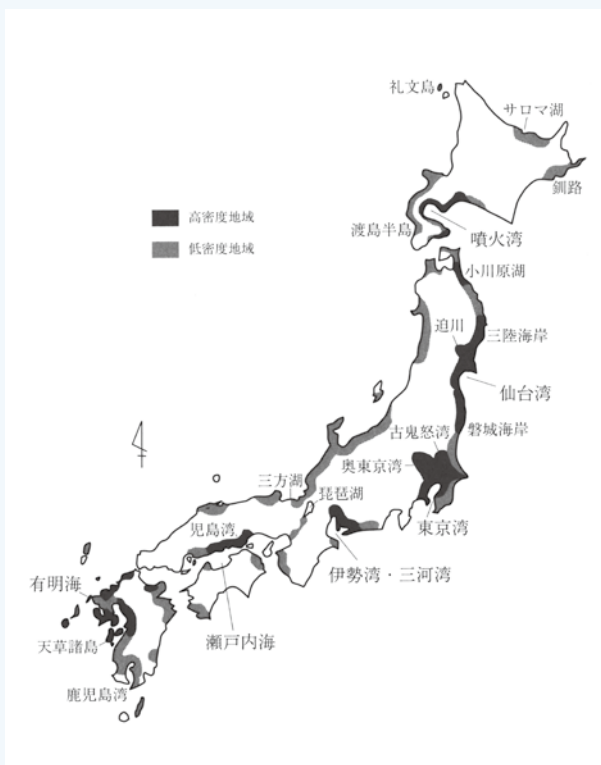 礼文島
サロマ湖
釧路
高密度地域
低密度地域
渡島半島
噴火湾
小川原湖
迫川
三陸海岸
仙台湾
古鬼怒湾
磐城海岸
奥東京湾
三方湖
琵琶湖
東京湾
児島湾
伊勢湾・三河湾
有明海
瀬戸内海
天草諸島
鹿児島湾